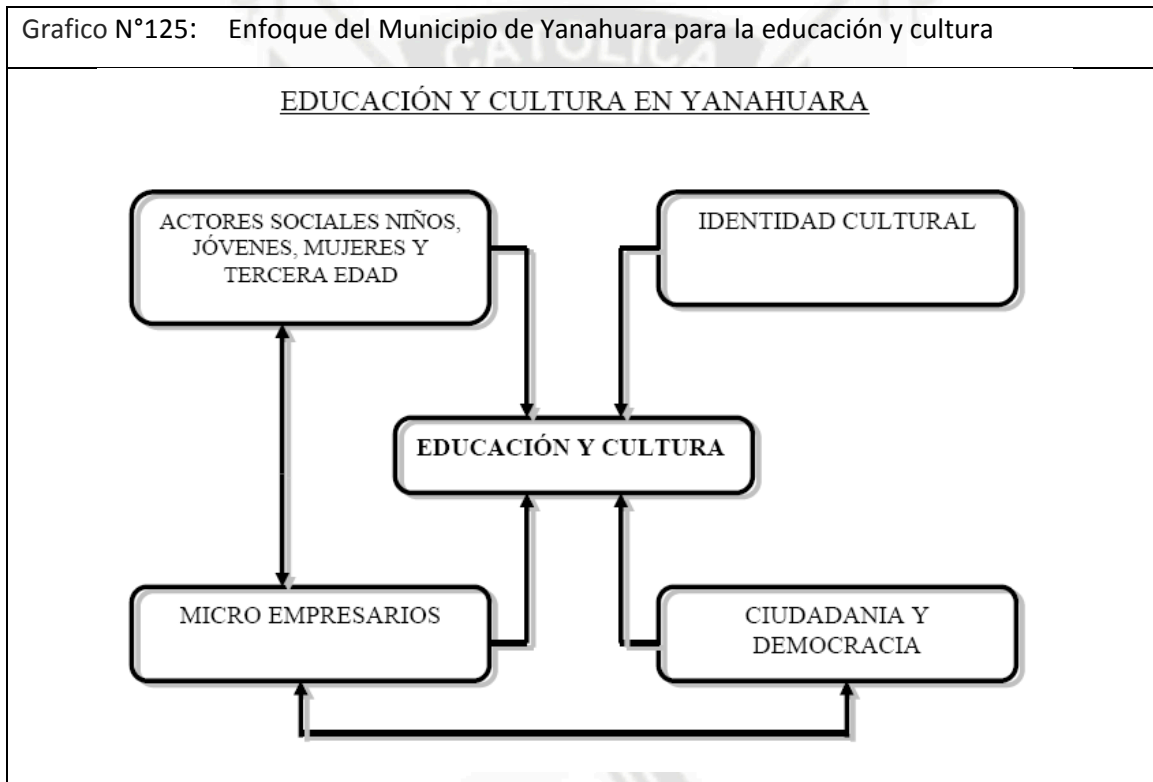 Grafico N°125: Enfoque del Municipio de Yanahuara para la educación y cultura
CATOLICA
EDUCACIÓN Y CULTURA EN YANAHUARA
ACTORES SOCIALES NIÑOS,
JÓVENES, MUJERES Y
TERCERA EDAD
IDENTIDAD CULTURAL
EDUCACIÓN Y CULTURA
MICRO EMPRESARIOS
CIUDADANIA Y
DEMOCRACIA